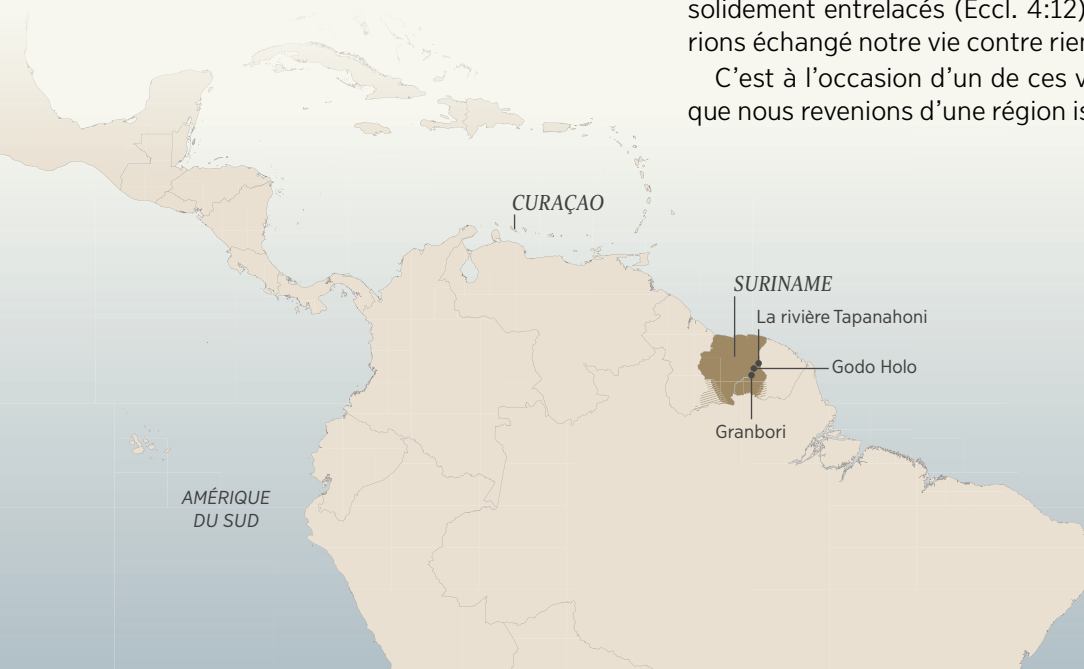 solidement entrelacés (Eccl. 4:12)
rions échangé notre vie contre rien
C’est à l’occasion d’un de ces v
que nous revenions d’une région is
CURAÇAO
SURINAME
La rivière Tapanahoni
Godo Holo
Granbori
AMÉRIQUE
DU SUD